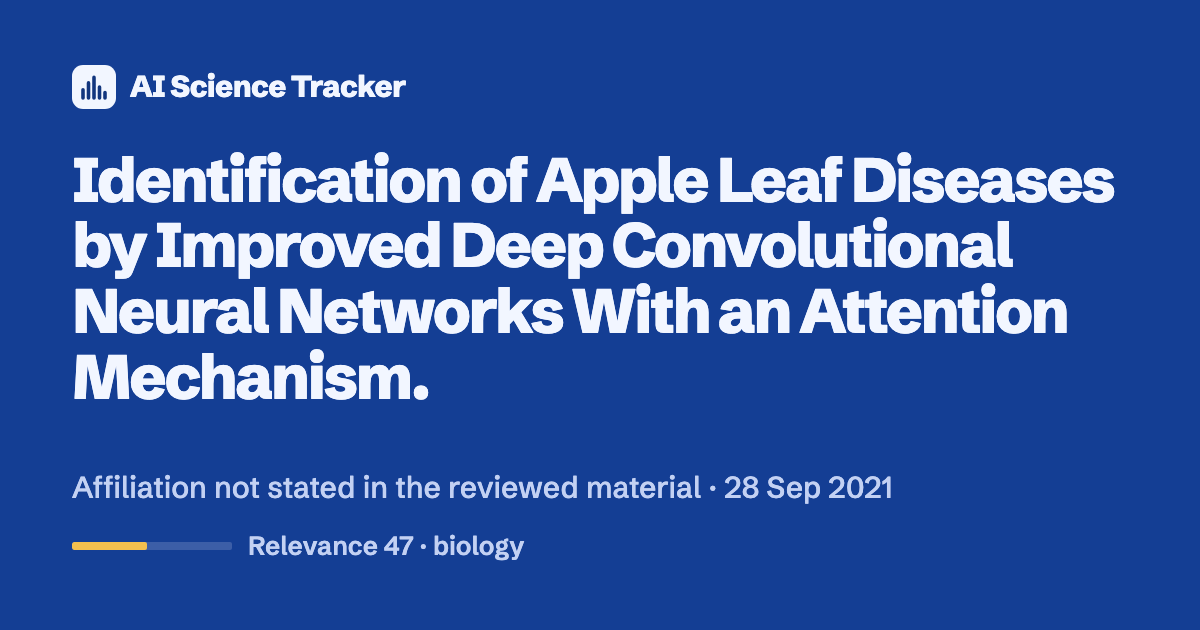 AI Science Tracker
Identification of Apple Leaf Diseases
by Improved Deep Convolutional
Neural Networks With an Attention
Mechanism.
Affiliation not stated in the reviewed material · 28 Sep 2021
Relevance 47 · biology